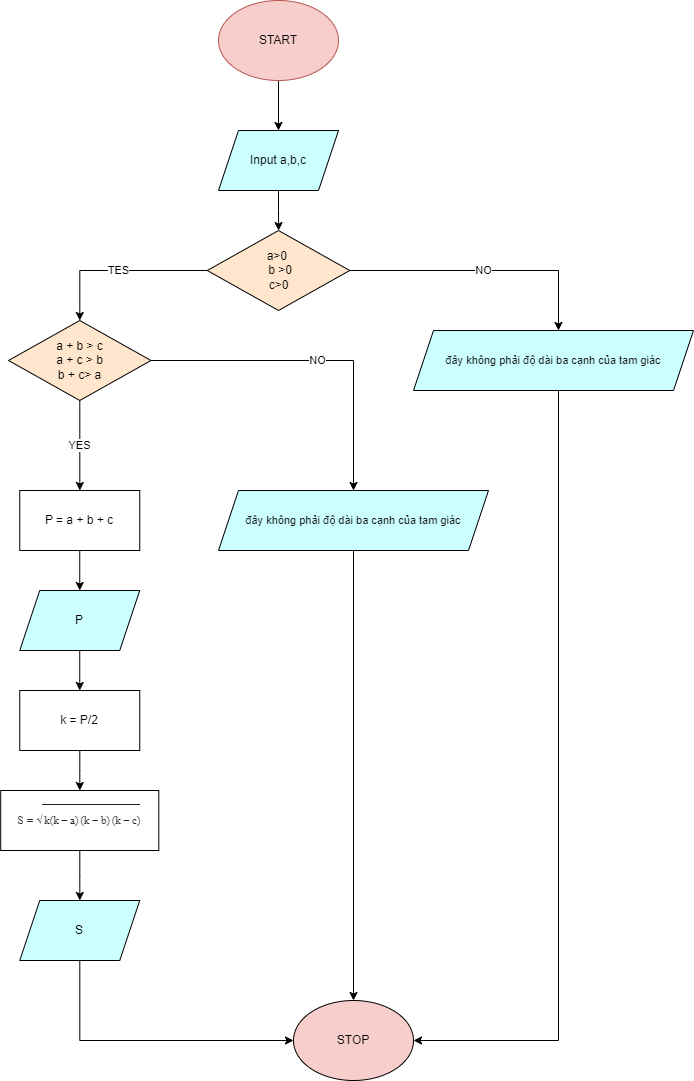 START
Input a,b,c
a>0
b >0
c>0
TES
NO
a + b > c
a + c > b
b + c> a
NO
đây không phải độ dài ba cạnh của tam giác
YES
P = a + b + c
đây không phải độ dài ba cạnh của tam giác
P
k = P/2
S = √k(k – a) (k – b) (k – c)
S
STOP